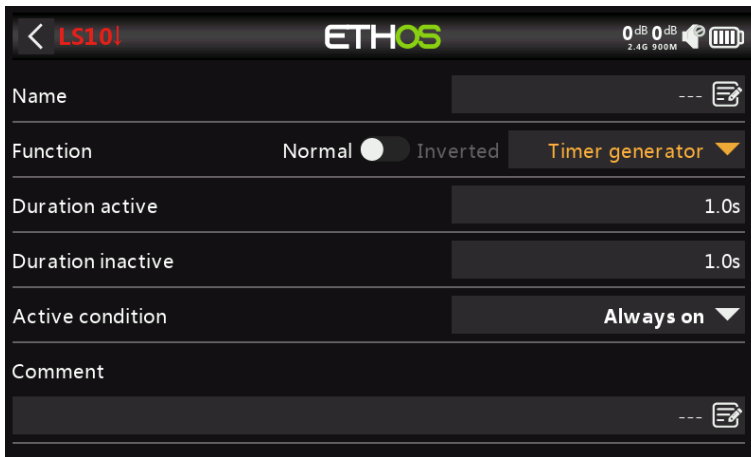 LS10↓ ETHOS 0dB 0dB
2.4G 900M
Name ---
Function Normal Inverted Timer generator
Duration active 1.0s
Duration inactive 1.0s
Active condition Always on
Comment
---